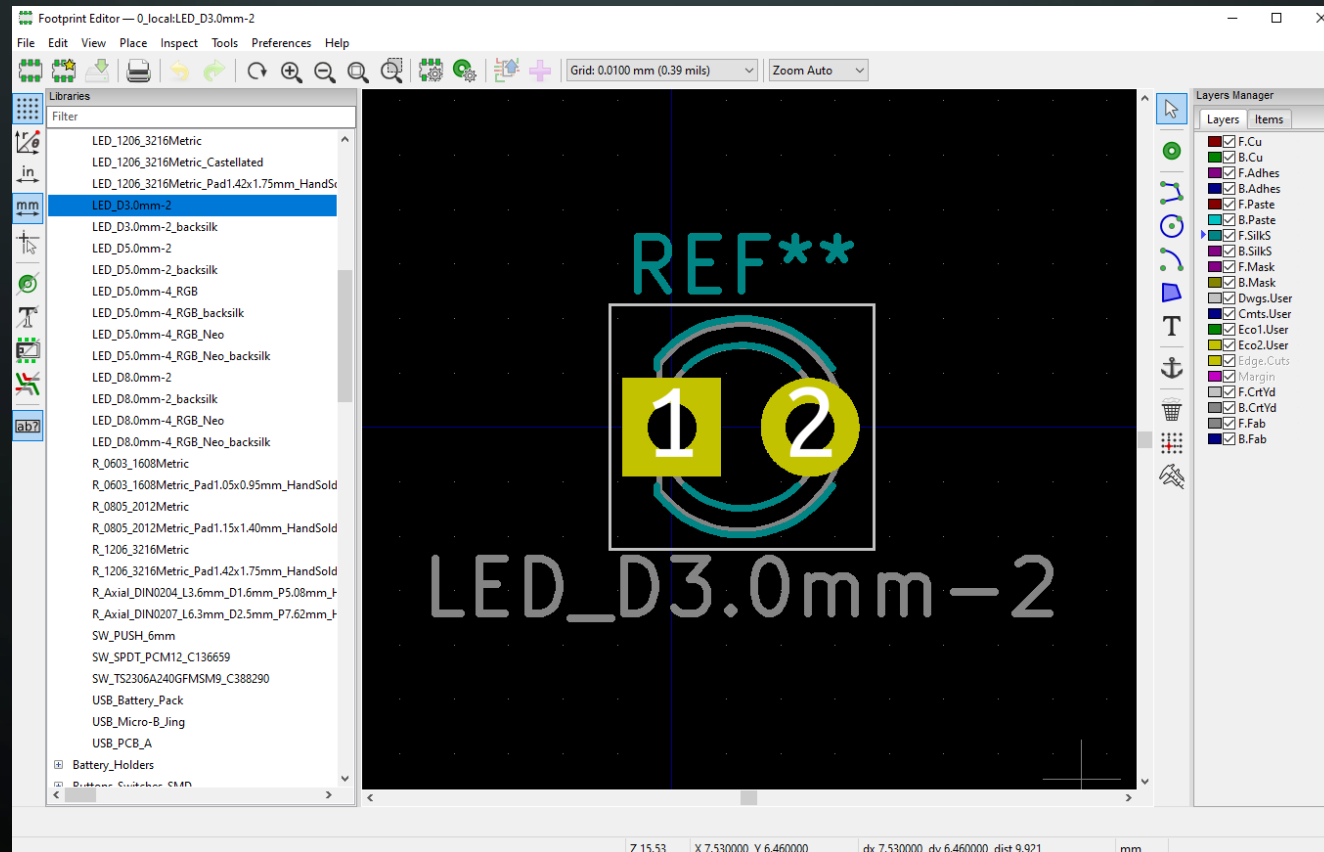 Footprint Editor — 0_local:LED_D3.0mm-2
File Edit View Place Inspect Tools Preferences Help
Grid: 0.0100 mm (0.39 mils)
Zoom Auto
Libraries
Filter
in
mm
ab?
LED_1206_3216Metric
LED_1206_3216Metric_Castellated
LED_1206_3216Metric_Pad1.42x1.75mm_HandSo
LED_D3.0mm-2
LED_D3.0mm-2_backsilk
LED_D5.0mm-2
LED_D5.0mm-2_backsilk
LED_D5.0mm-4_RGB
LED_D5.0mm-4_RGB_backsilk
LED_D5.0mm-4_RGB_Neo
LED_D5.0mm-4_RGB_Neo_backsilk
LED_D8.0mm-2
LED_D8.0mm-2_backsilk
LED_D8.0mm-4_RGB_Neo
LED_D8.0mm-4_RGB_Neo_backsilk
R_0603_1608Metric
R_0603_1608Metric_Pad1.05x0.95mm_HandSold
R_0805_2012Metric
R_0805_2012Metric_Pad1.15x1.40mm_HandSold
R_1206_3216Metric
R_1206_3216Metric_Pad1.42x1.75mm_HandSold
R_Axial_DIN0204_L3.6mm_D1.6mm_P5.08mm_H
R_Axial_DIN0207_L6.3mm_D2.5mm_P7.62mm_H
SW_PUSH_6mm
SW_SPDT_PCM12_C136659
SW_TS2306A240GFMSM9_C388290
USB_Battery_Pack
USB_Micro-B_Jing
USB_PCB_A
Battery_Holders
Buttons_Switches_SMD
REF**
1 2
LED_D3.0mm-2
Layers Manager
Layers Items
F.Cu
B.Cu
F.Adhes
B.Adhes
F.Paste
B.Paste
F.SilkS
B.SilkS
F.Mask
B.Mask
Dwgs.User
Cmts.User
Eco1.User
Eco2.User
Edge.Cuts
Margin
F.CrtYd
B.CrtYd
F.Fab
B.Fab
Z 15.53 X 7.530000 Y 6.460000 dx 7.530000 dy 6.460000 dist 9.921 mm